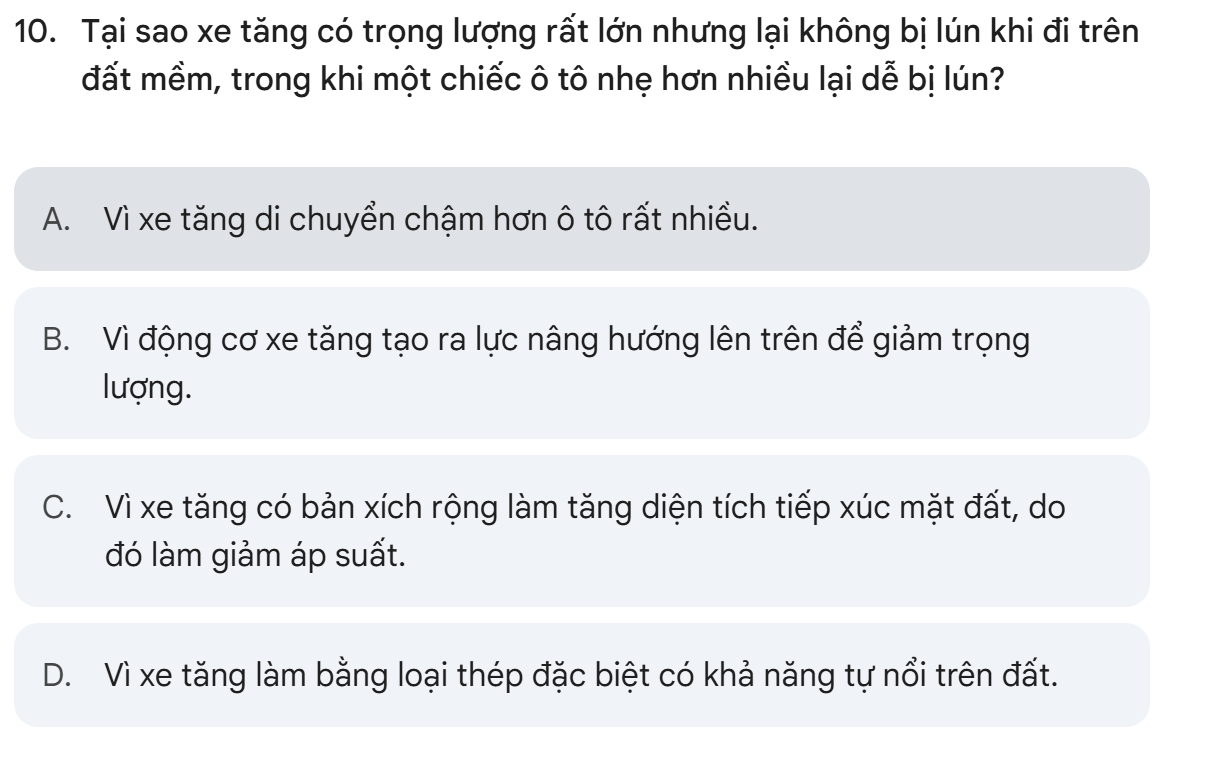 10. Tại sao xe tăng có trọng lượng rất lớn nhưng lại không bị lún khi đi trên
đất mềm, trong khi một chiếc ô tô nhẹ hơn nhiều lại dễ bị lún?
A. Vì xe tăng di chuyển chậm hơn ô tô rất nhiều.
B. Vì động cơ xe tăng tạo ra lực nâng hướng lên trên để giảm trọng
lượng.
C. Vì xe tăng có bản xích rộng làm tăng diện tích tiếp xúc mặt đất, do
đó làm giảm áp suất.
D. Vì xe tăng làm bằng loại thép đặc biệt có khả năng tự nổi trên đất.